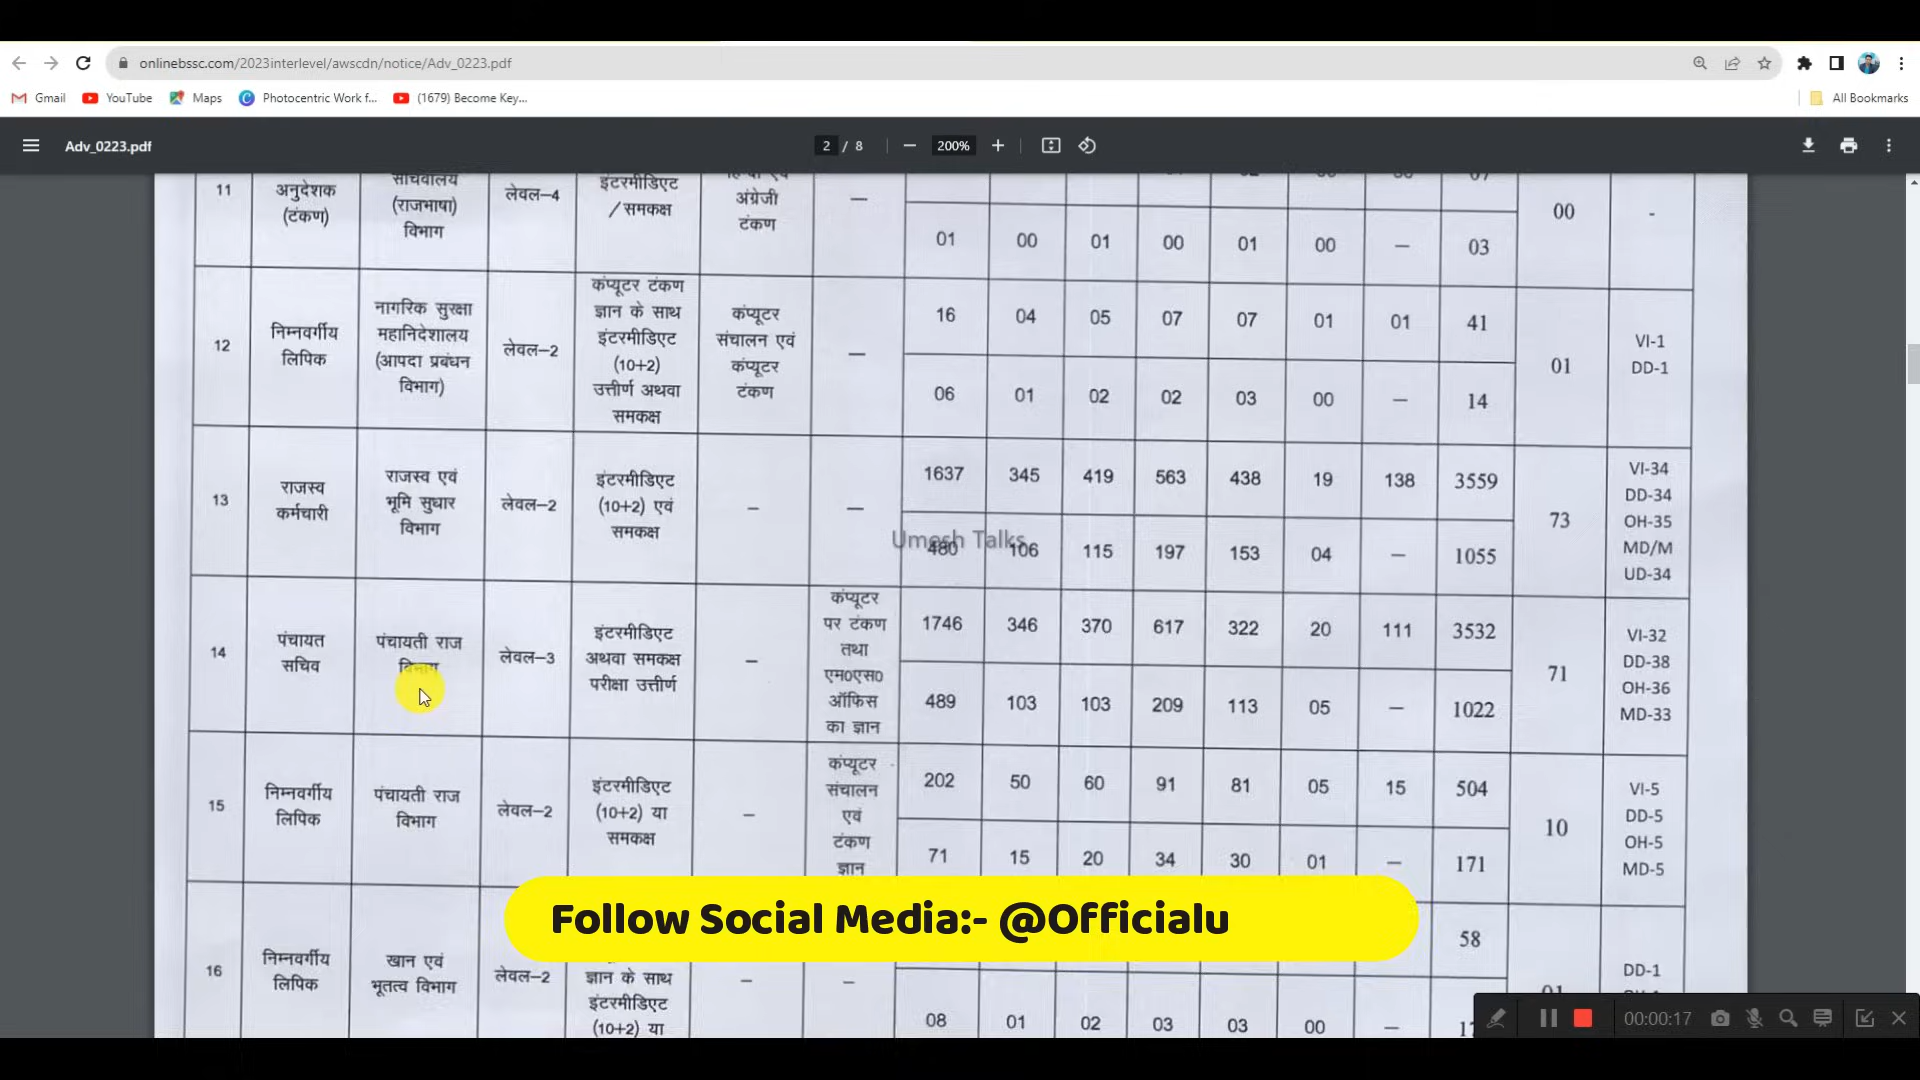 onlinebssc.com/2023interlevel/awscdn/notice/Adv_0223.pdf
Gmail YouTube Maps Photocentric Work f... (1679) Become Key... All Bookmarks
Adv_0223.pdf 2 / 8 200%
11 अनुदेशक (टंकण) सचिवालय (राजभाषा) विभाग लेवल–4 इंटरमीडिएट /समकक्ष अंग्रेजी टंकण — 00 -
01 00 01 00 01 00 — 03
12 निम्नवर्गीय लिपिक नागरिक सुरक्षा महानिदेशालय (आपदा प्रबंधन विभाग) लेवल–2 कंप्यूटर टंकण ज्ञान के साथ इंटरमीडिएट (10+2) उत्तीर्ण अथवा समकक्ष कंप्यूटर संचालन एवं कंप्यूटर टंकण — 16 04 05 07 07 01 01 41 01 VI-1 DD-1
06 01 02 02 03 00 — 14
13 राजस्व कर्मचारी राजस्व एवं भूमि सुधार विभाग लेवल–2 इंटरमीडिएट (10+2) एवं समकक्ष – — 1637 345 419 563 438 19 138 3559 73 VI-34 DD-34 OH-35 MD/M UD-34
Umesh Talks
480 106 115 197 153 04 — 1055
14 पंचायत सचिव पंचायती राज विभाग लेवल–3 इंटरमीडिएट अथवा समकक्ष परीक्षा उत्तीर्ण – कंप्यूटर पर टंकण तथा एम0एस0 ऑफिस का ज्ञान 1746 346 370 617 322 20 111 3532 71 VI-32 DD-38 OH-36 MD-33
489 103 103 209 113 05 — 1022
15 निम्नवर्गीय लिपिक पंचायती राज विभाग लेवल–2 इंटरमीडिएट (10+2) या समकक्ष – कंप्यूटर संचालन एवं टंकण ज्ञान 202 50 60 91 81 05 15 504 10 VI-5 DD-5 OH-5 MD-5
71 15 20 34 30 01 — 171
Follow Social Media:- @Officialu
16 निम्नवर्गीय लिपिक खान एवं भूतत्व विभाग लेवल–2 ज्ञान के साथ इंटरमीडिएट (10+2) या – – 58 DD-1
08 01 02 03 03 00 —
00:00:17